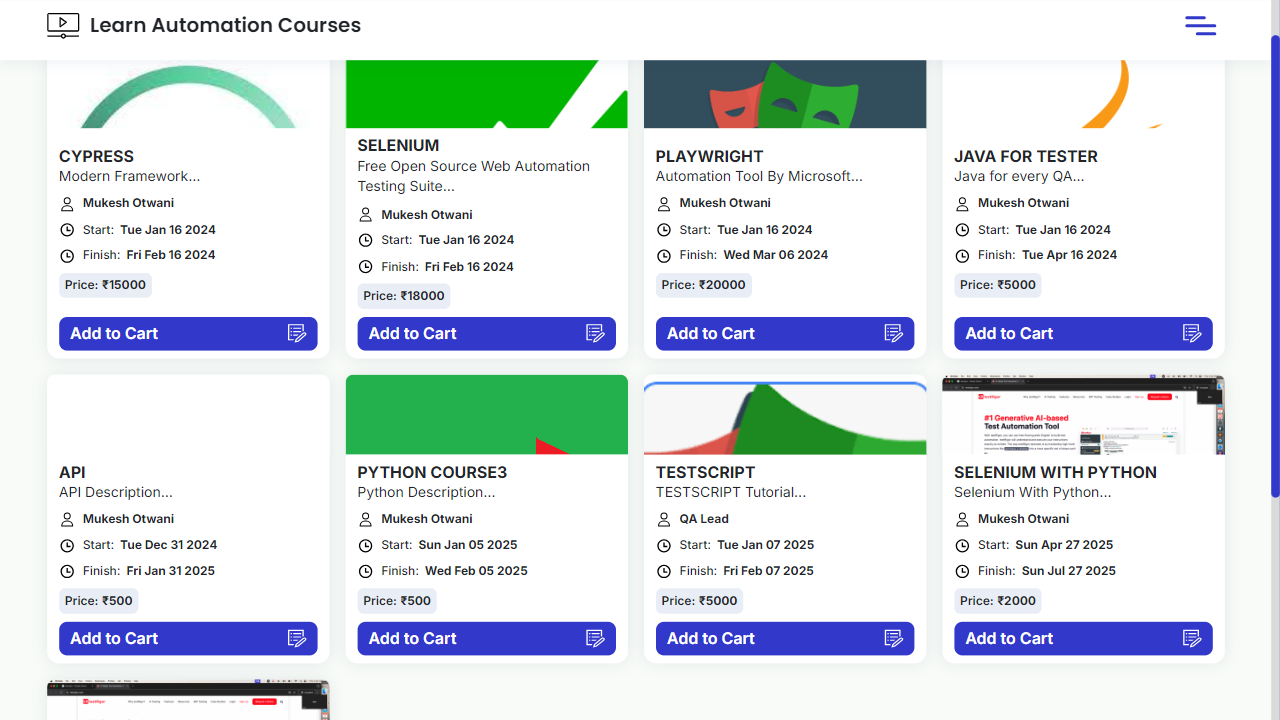 Learn Automation Courses
CYPRESS
Modern Framework...
Mukesh Otwani
Start: Tue Jan 16 2024
Finish: Fri Feb 16 2024
Price: ₹15000
Add to Cart
SELENIUM
Free Open Source Web Automation
Testing Suite...
Mukesh Otwani
Start: Tue Jan 16 2024
Finish: Fri Feb 16 2024
Price: ₹18000
Add to Cart
PLAYWRIGHT
Automation Tool By Microsoft...
Mukesh Otwani
Start: Tue Jan 16 2024
Finish: Wed Mar 06 2024
Price: ₹20000
Add to Cart
JAVA FOR TESTER
Java for every QA...
Mukesh Otwani
Start: Tue Jan 16 2024
Finish: Tue Apr 16 2024
Price: ₹5000
Add to Cart
API
API Description...
Mukesh Otwani
Start: Tue Dec 31 2024
Finish: Fri Jan 31 2025
Price: ₹500
Add to Cart
PYTHON COURSE3
Python Description...
Mukesh Otwani
Start: Sun Jan 05 2025
Finish: Wed Feb 05 2025
Price: ₹500
Add to Cart
TESTSCRIPT
TESTSCRIPT Tutorial...
QA Lead
Start: Tue Jan 07 2025
Finish: Fri Feb 07 2025
Price: ₹5000
Add to Cart
#1 Generative AI-based
Test Automation Tool
SELENIUM WITH PYTHON
Selenium With Python...
Mukesh Otwani
Start: Sun Apr 27 2025
Finish: Sun Jul 27 2025
Price: ₹2000
Add to Cart